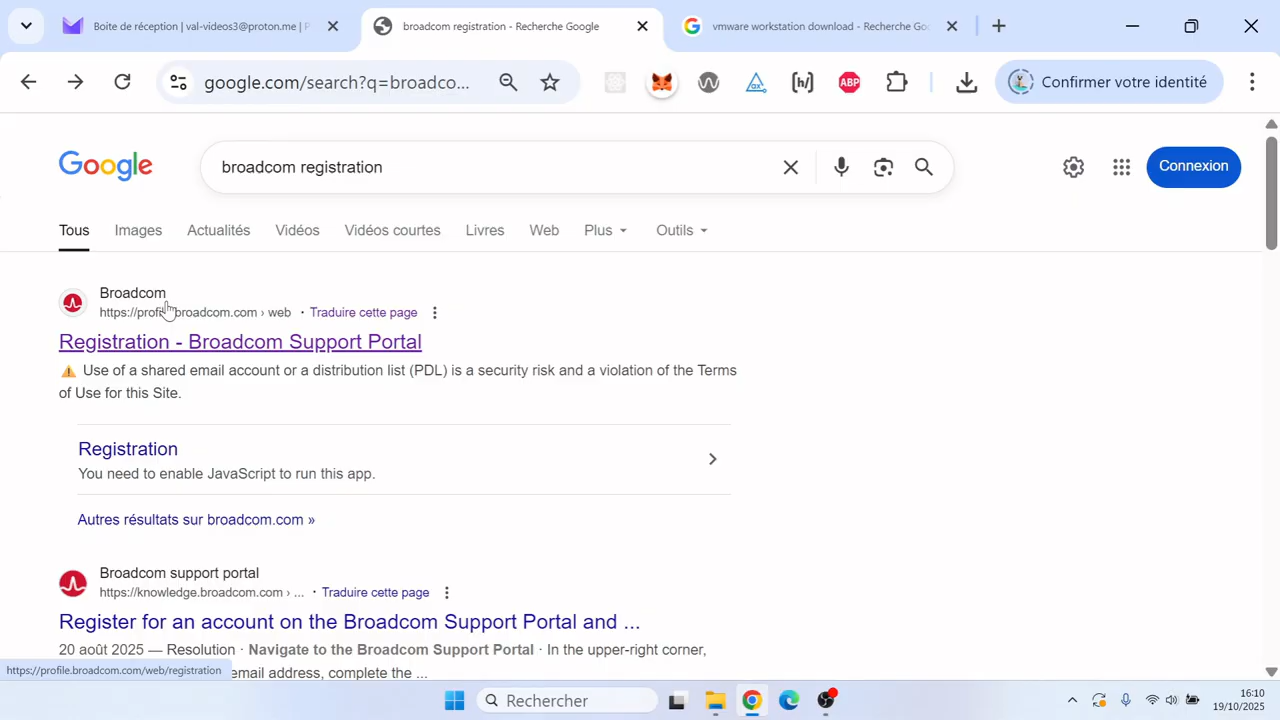 Boîte de réception | val-videos3@proton.me | P
broadcom registration - Recherche Google
vmware workstation download - Recherche Goo
google.com/search?q=broadco...
ABP
Confirmer votre identité
Google
broadcom registration
Connexion
Tous
Images
Actualités
Vidéos
Vidéos courtes
Livres
Web
Plus
Outils
Broadcom
https://profile.broadcom.com › web · Traduire cette page
Registration - Broadcom Support Portal
Use of a shared email account or a distribution list (PDL) is a security risk and a violation of the Terms
of Use for this Site.
Registration
You need to enable JavaScript to run this app.
Autres résultats sur broadcom.com »
Broadcom support portal
https://knowledge.broadcom.com › ... · Traduire cette page
Register for an account on the Broadcom Support Portal and ...
20 août 2025 — Resolution · Navigate to the Broadcom Support Portal · In the upper-right corner,
email address, complete the ...
https://profile.broadcom.com/web/registration
Rechercher
16:10
19/10/2025